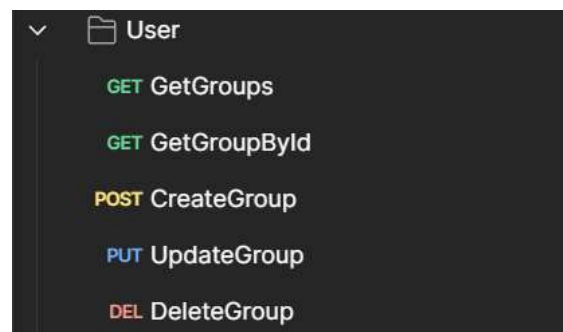 User
GET GetGroups
GET GetGroupById
POST CreateGroup
PUT UpdateGroup
DEL DeleteGroup